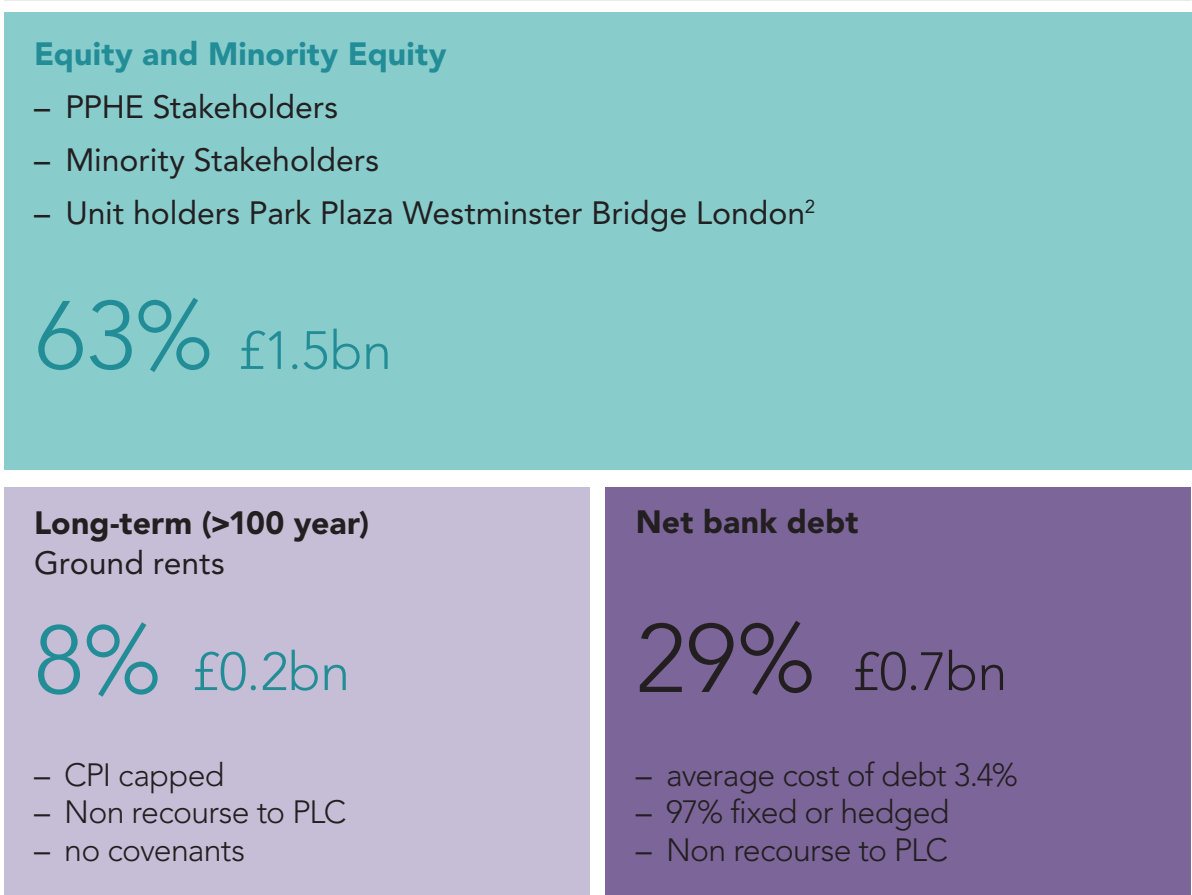 Equity and Minority Equity
– PPHE Stakeholders
– Minority Stakeholders
– Unit holders Park Plaza Westminster Bridge London²
63% £1.5bn
Long-term (>100 year)
Ground rents
8% £0.2bn
– CPI capped
– Non recourse to PLC
– no covenants
Net bank debt
29% £0.7bn
– average cost of debt 3.4%
– 97% fixed or hedged
– Non recourse to PLC